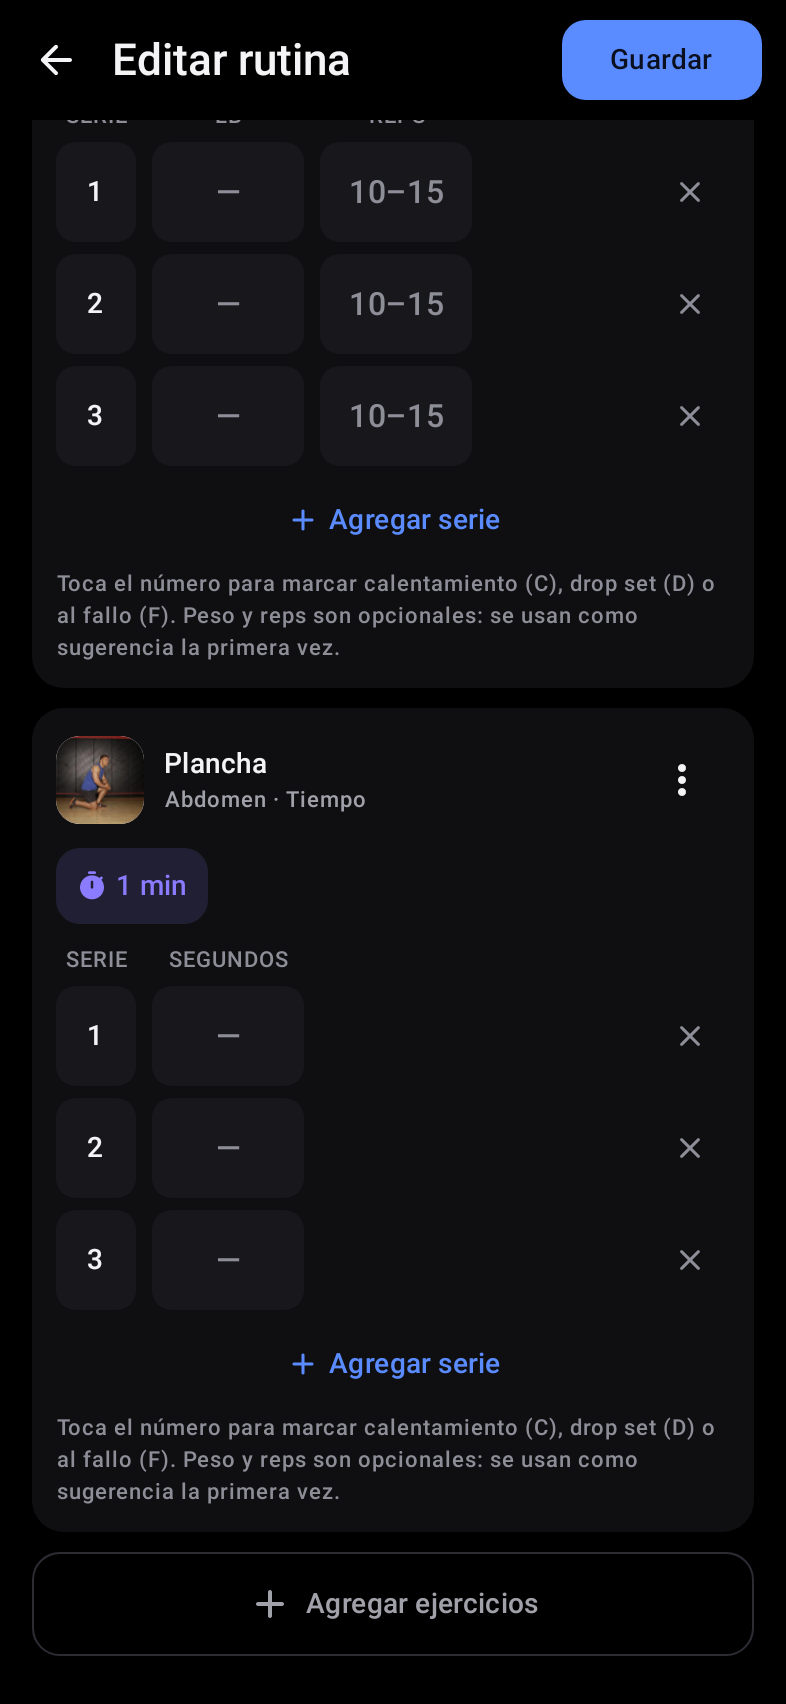 Editar rutina
Guardar
1 — 10–15
2 — 10–15
3 — 10–15
+ Agregar serie
Toca el número para marcar calentamiento (C), drop set (D) o
al fallo (F). Peso y reps son opcionales: se usan como
sugerencia la primera vez.
Plancha
Abdomen · Tiempo
1 min
SERIE SEGUNDOS
1 —
2 —
3 —
+ Agregar serie
Toca el número para marcar calentamiento (C), drop set (D) o
al fallo (F). Peso y reps son opcionales: se usan como
sugerencia la primera vez.
+ Agregar ejercicios